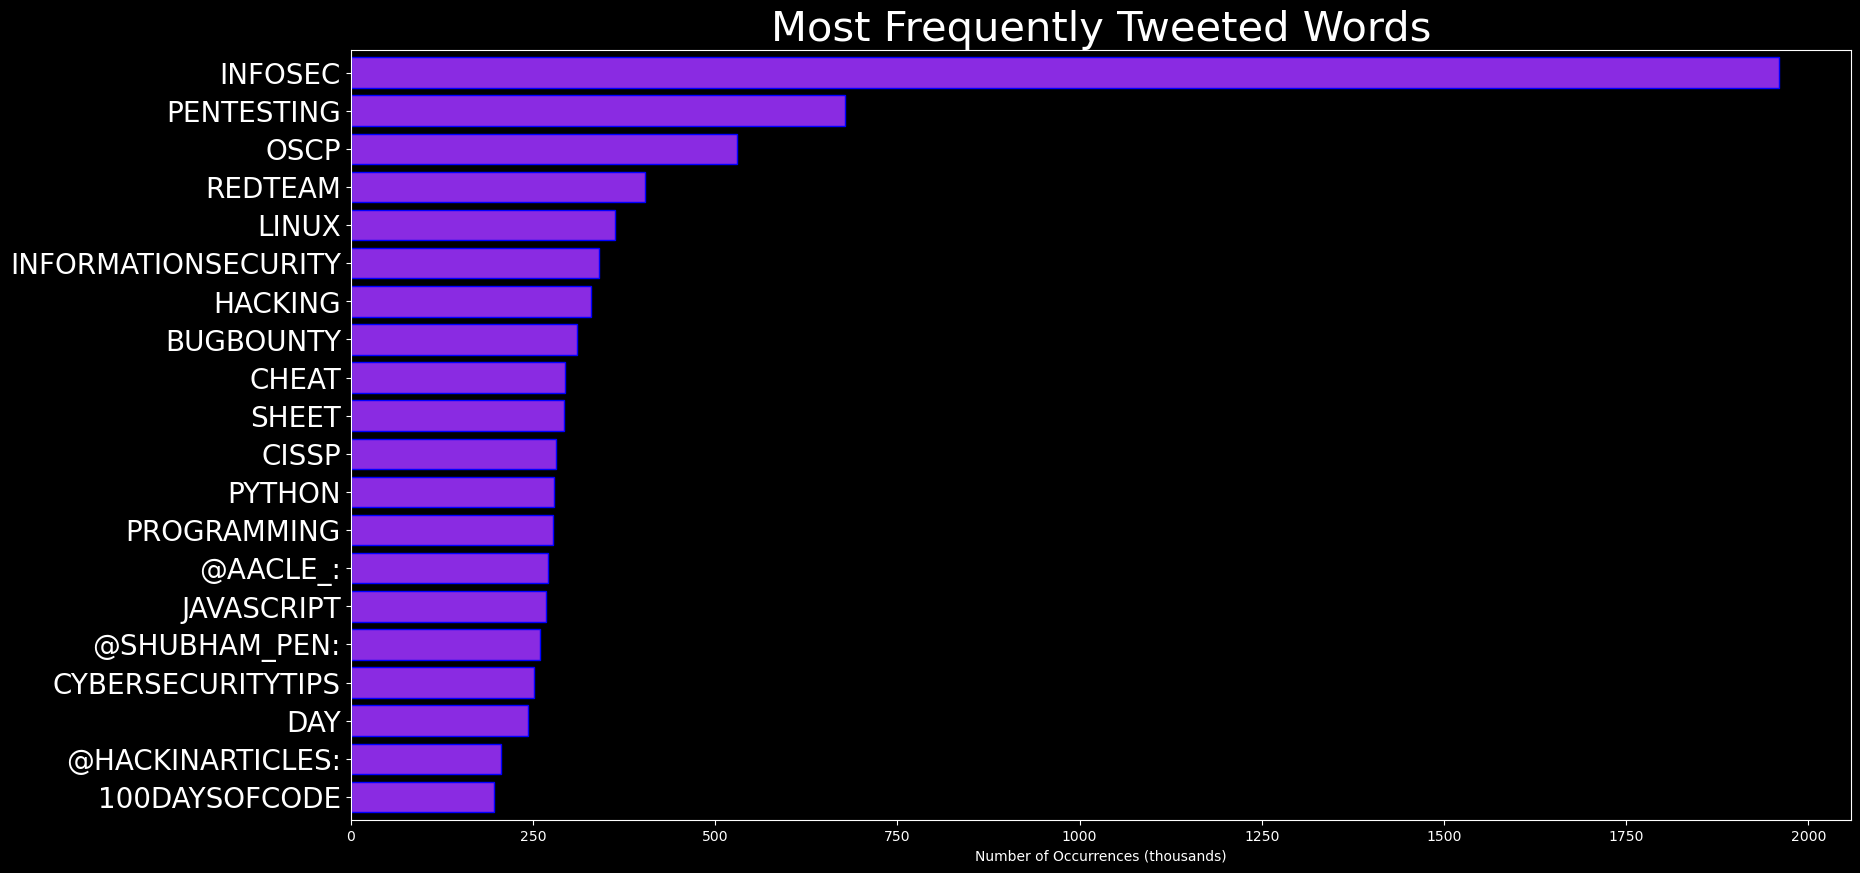 Most Frequently Tweeted Words
INFOSEC
PENTESTING
OSCP
REDTEAM
LINUX
INFORMATIONSECURITY
HACKING
BUGBOUNTY
CHEAT
SHEET
CISSP
PYTHON
PROGRAMMING
@AACLE_:
JAVASCRIPT
@SHUBHAM_PEN:
CYBERSECURITYTIPS
DAY
@HACKINARTICLES:
100DAYSOFCODE
0 250 500 750 1000 1250 1500 1750 2000
Number of Occurrences (thousands)